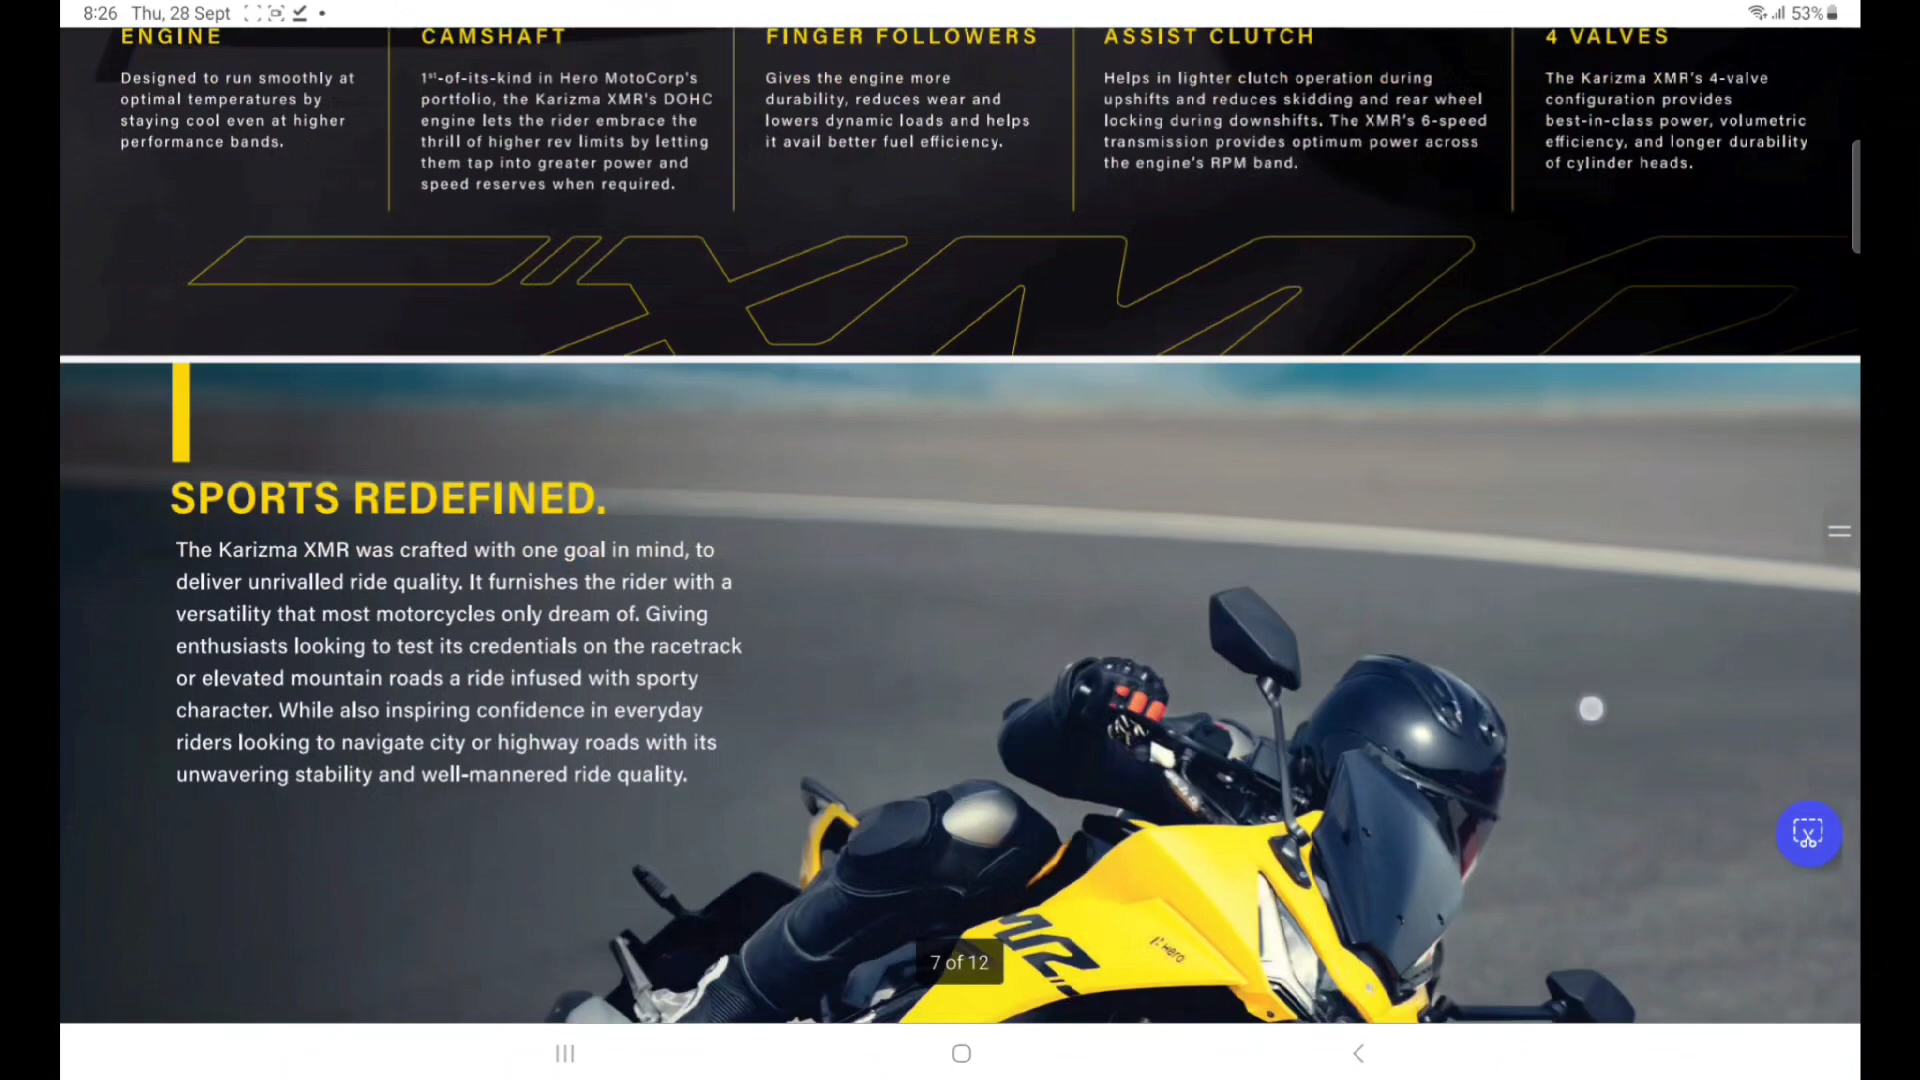 8:26 Thu, 28 Sept
53%
ENGINE
Designed to run smoothly at
optimal temperatures by
staying cool even at higher
performance bands.
CAMSHAFT
1st-of-its-kind in Hero MotoCorp's
portfolio, the Karizma XMR's DOHC
engine lets the rider embrace the
thrill of higher rev limits by letting
them tap into greater power and
speed reserves when required.
FINGER FOLLOWERS
Gives the engine more
durability, reduces wear and
lowers dynamic loads and helps
it avail better fuel efficiency.
ASSIST CLUTCH
Helps in lighter clutch operation during
upshifts and reduces skidding and rear wheel
locking during downshifts. The XMR's 6-speed
transmission provides optimum power across
the engine's RPM band.
4 VALVES
The Karizma XMR's 4-valve
configuration provides
best-in-class power, volumetric
efficiency, and longer durability
of cylinder heads.
XMR
SPORTS REDEFINED.
The Karizma XMR was crafted with one goal in mind, to
deliver unrivalled ride quality. It furnishes the rider with a
versatility that most motorcycles only dream of. Giving
enthusiasts looking to test its credentials on the racetrack
or elevated mountain roads a ride infused with sporty
character. While also inspiring confidence in everyday
riders looking to navigate city or highway roads with its
unwavering stability and well-mannered ride quality.
MR
Hero
7 of 12